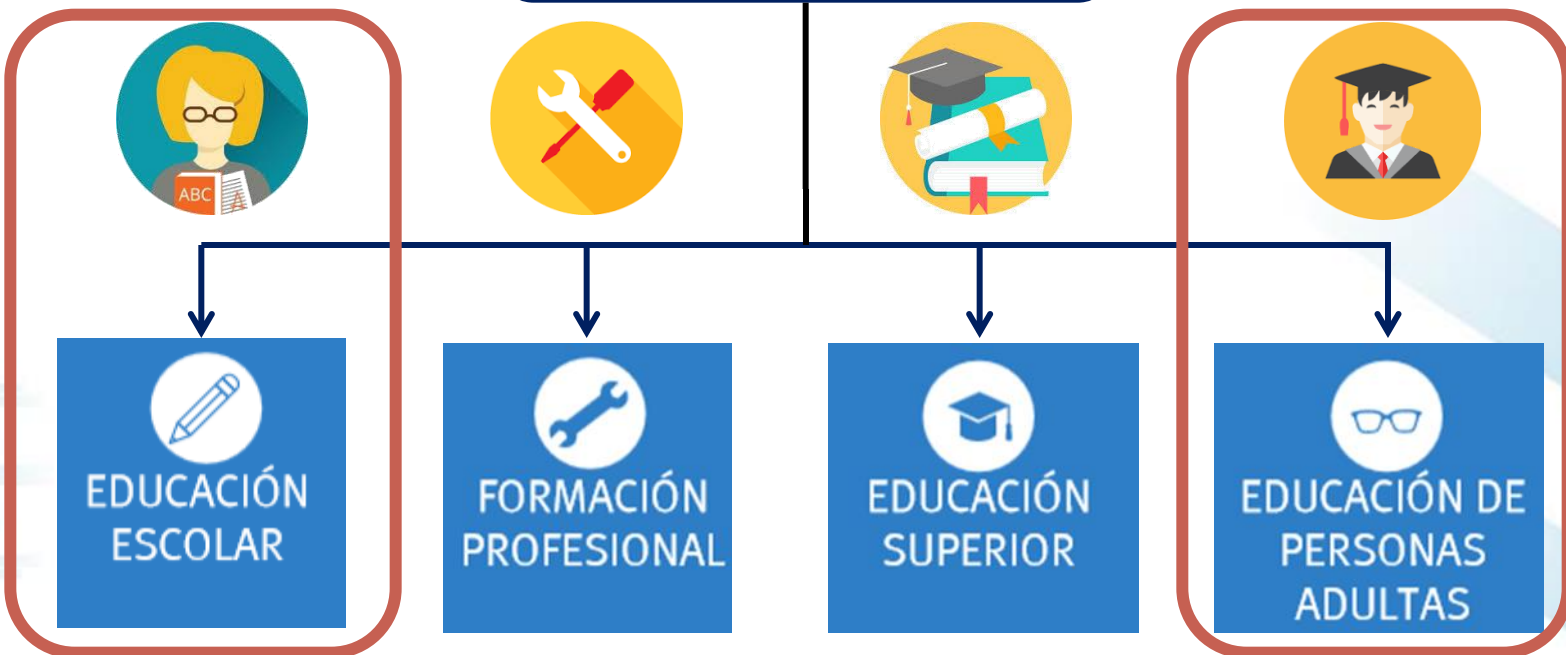 ABC
A
EDUCACIÓN
ESCOLAR
FORMACIÓN
PROFESIONAL
EDUCACIÓN
SUPERIOR
EDUCACIÓN DE
PERSONAS
ADULTAS